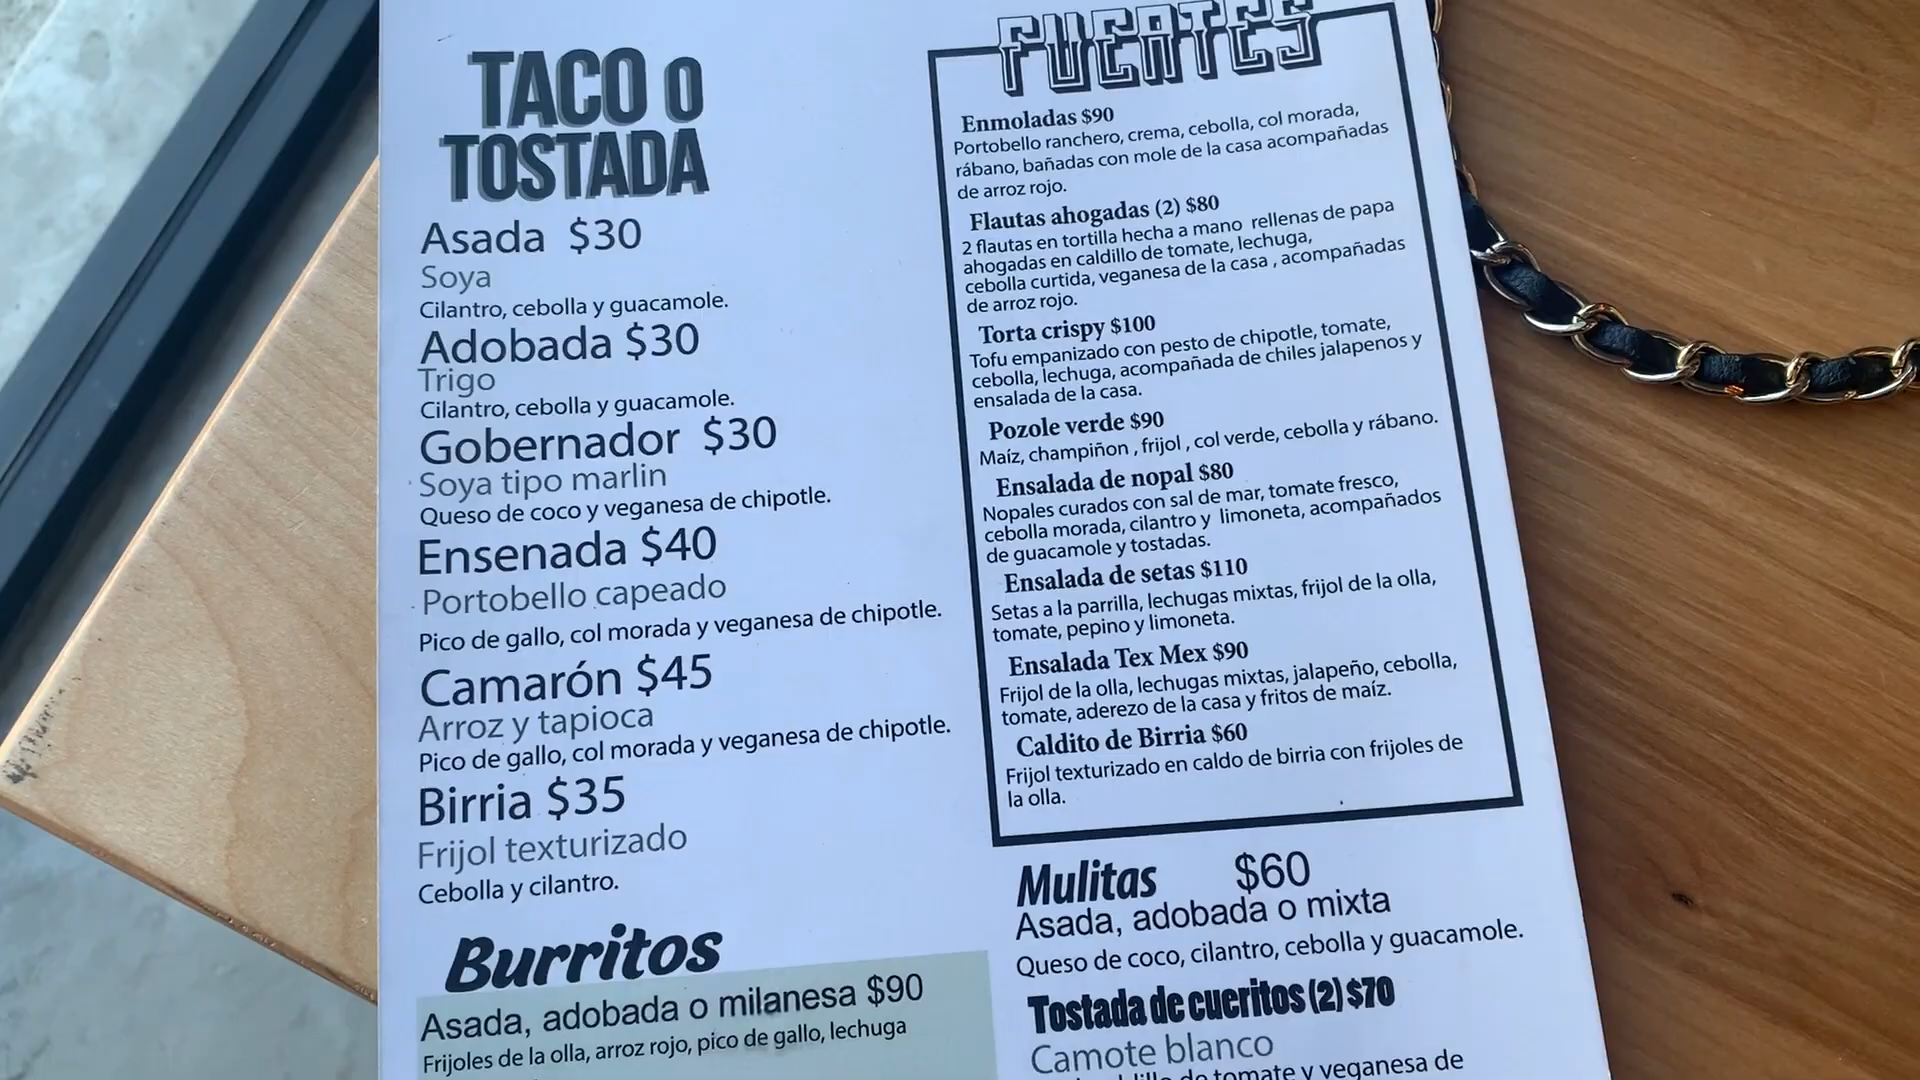 TACO O
TOSTADA
Asada $30
Soya
Cilantro, cebolla y guacamole.
Adobada $30
Trigo
Cilantro, cebolla y guacamole.
Gobernador $30
Soya tipo marlin
Queso de coco y veganesa de chipotle.
Ensenada $40
Portobello capeado
Pico de gallo, col morada y veganesa de chipotle.
Camarón $45
Arroz y tapioca
Pico de gallo, col morada y veganesa de chipotle.
Birria $35
Frijol texturizado
Cebolla y cilantro.
Burritos
Asada, adobada o milanesa $90
Frijoles de la olla, arroz rojo, pico de gallo, lechuga
FUERTES
Enmoladas $90
Portobello ranchero, crema, cebolla, col morada,
rábano, bañadas con mole de la casa acompañadas
de arroz rojo.
Flautas ahogadas (2) $80
2 flautas en tortilla hecha a mano rellenas de papa
ahogadas en caldillo de tomate, lechuga,
cebolla curtida, veganesa de la casa , acompañadas
de arroz rojo.
Torta crispy $100
Tofu empanizado con pesto de chipotle, tomate,
cebolla, lechuga, acompañada de chiles jalapenos y
ensalada de la casa.
Pozole verde $90
Maíz, champiñon , frijol , col verde, cebolla y rábano.
Ensalada de nopal $80
Nopales curados con sal de mar, tomate fresco,
cebolla morada, cilantro y limoneta, acompañados
de guacamole y tostadas.
Ensalada de setas $110
Setas a la parrilla, lechugas mixtas, frijol de la olla,
tomate, pepino y limoneta.
Ensalada Tex Mex $90
Frijol de la olla, lechugas mixtas, jalapeño, cebolla,
tomate, aderezo de la casa y fritos de maíz.
Caldito de Birria $60
Frijol texturizado en caldo de birria con frijoles de
la olla.
Mulitas $60
Asada, adobada o mixta
Queso de coco, cilantro, cebolla y guacamole.
Tostada de cueritos (2) $70
Camote blanco
de tomate y veganesa de